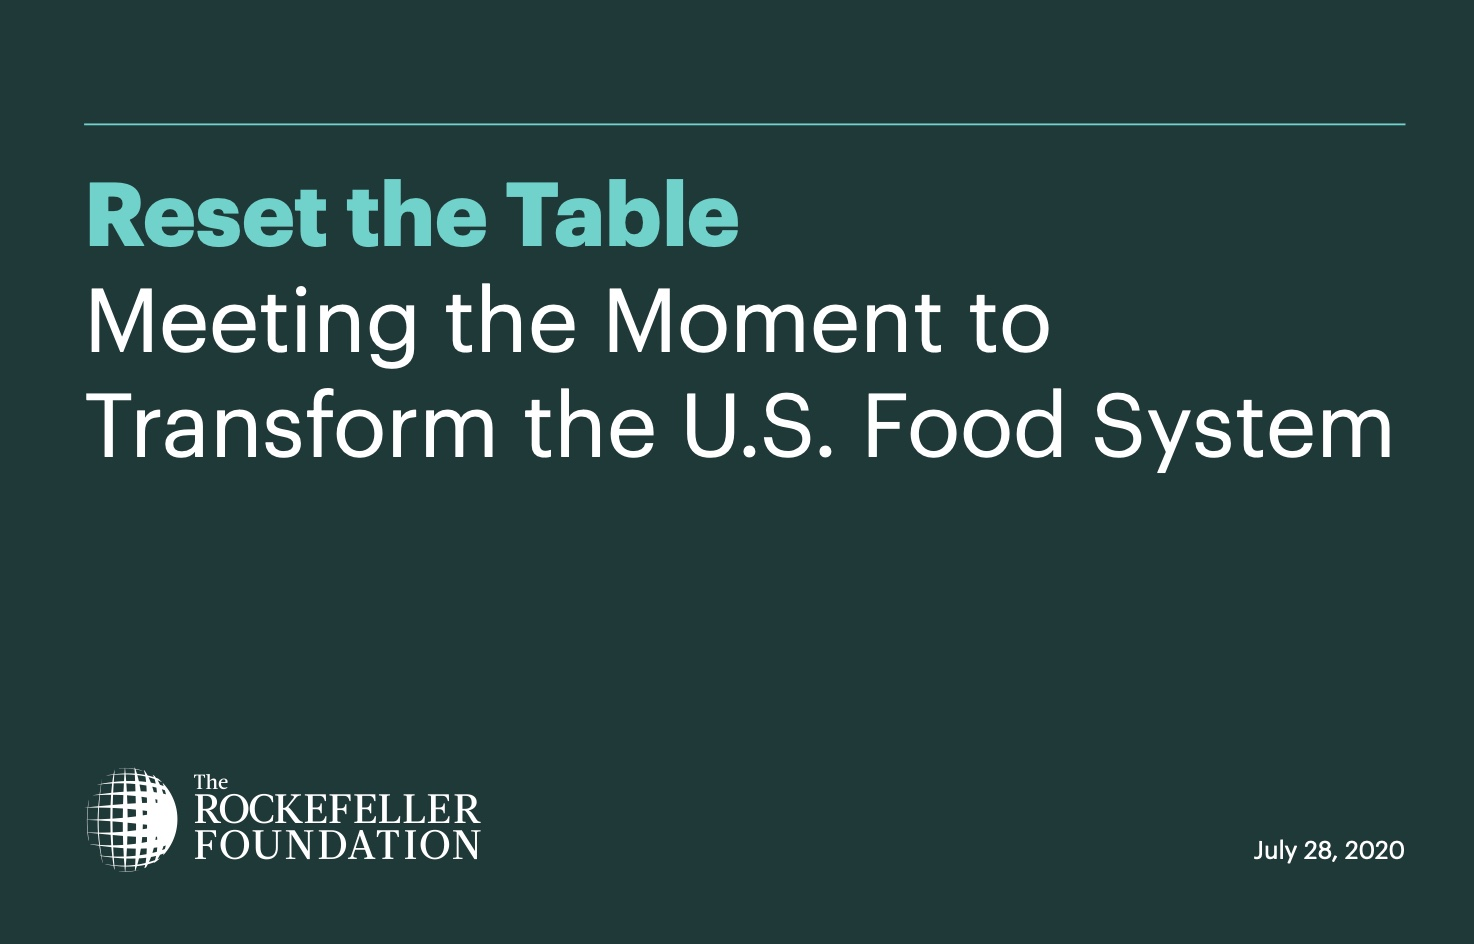 Reset the Table
Meeting the Moment to
Transform the U.S. Food System
The
ROCKEFELLER
FOUNDATION
July 28, 2020